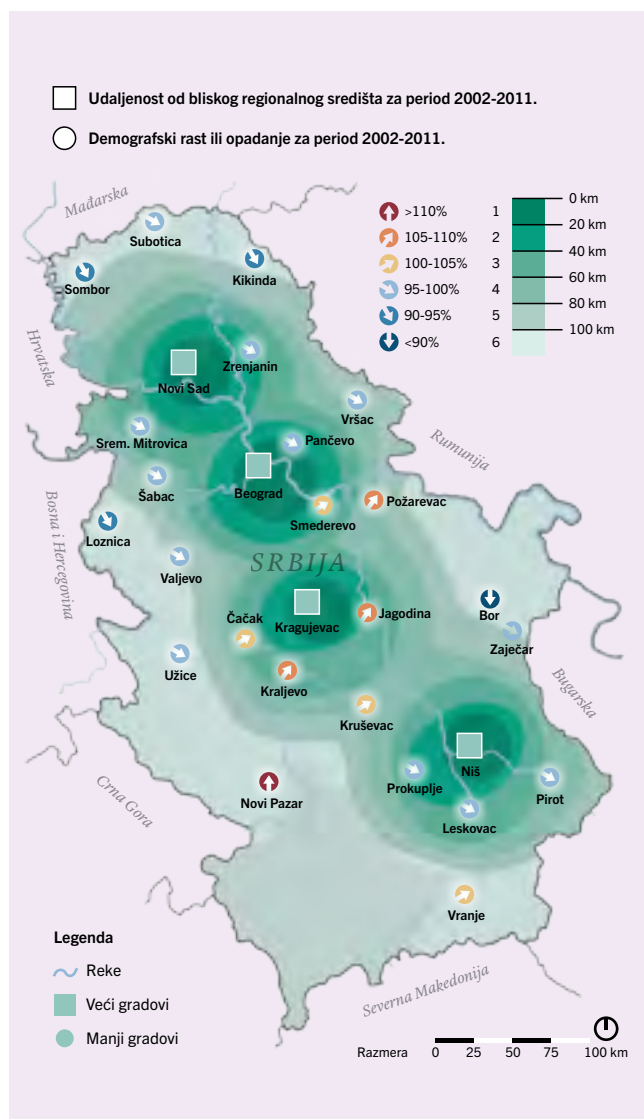 Udaljenost od bliskog regionalnog središta za period 2002-2011.
Demografski rast ili opadanje za period 2002-2011.
Mađarska
Subotica
Sombor
Kikinda
>110% 1
105-110% 2
100-105% 3
95-100% 4
90-95% 5
<90% 6
0 km
20 km
40 km
60 km
80 km
100 km
Hrvatska
Zrenjanin
Novi Sad
Vršac
Srem. Mitrovica
Pančevo
Rumunija
Šabac
Beograd
Požarevac
Smederevo
Bosna i Hercegovina
Loznica
Valjevo
SRBIJA
Čačak
Kragujevac
Jagodina
Bor
Zaječar
Užice
Kraljevo
Bugarska
Kruševac
Niš
Crna Gora
Novi Pazar
Prokuplje
Pirot
Leskovac
Vranje
Severna Makedonija
Legenda
Reke
Veći gradovi
Manji gradovi
Razmera 0 25 50 75 100 km